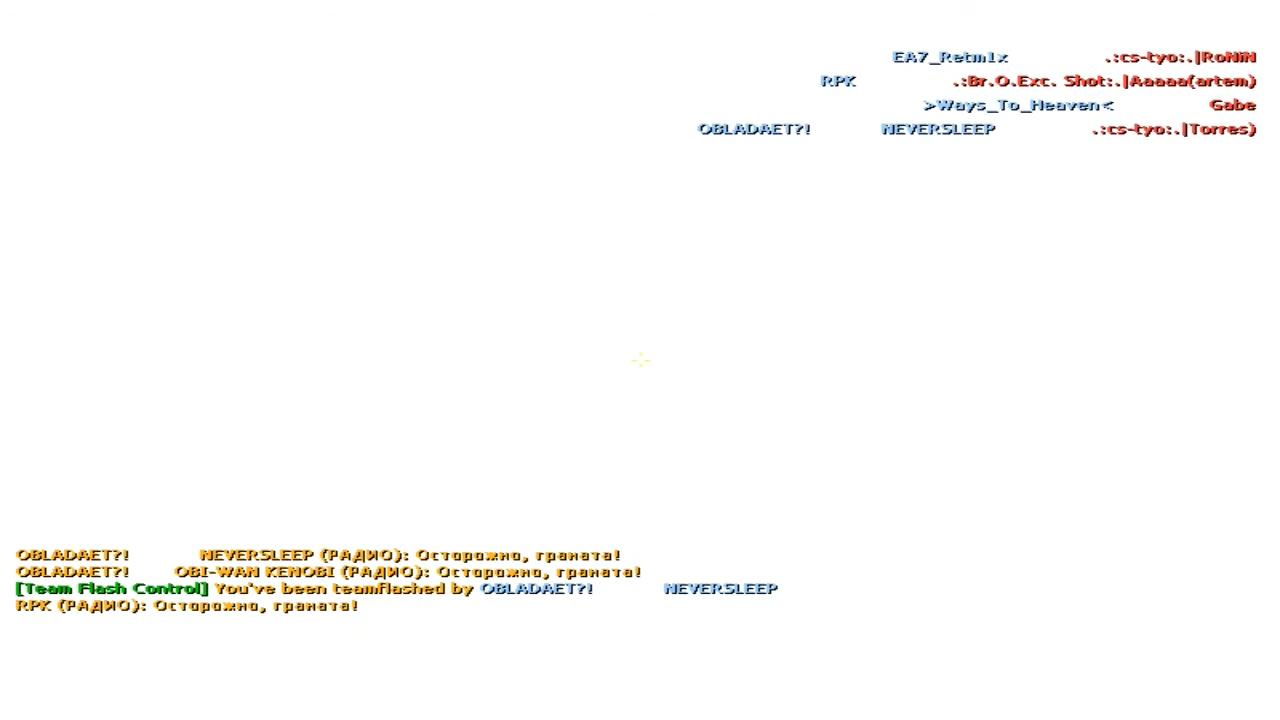 EA7_Retm1x .:cs-tyo:.|RoNiN
RPK .:Br.O.Exc. Shot:.|Aaaaa(artem)
>Ways_To_Heaven< Gabe
OBLADAET?! NEVERSLEEP .:cs-tyo:.|Torres)
OBLADAET?! NEVERSLEEP (РАДИО): Осторожно, граната!
OBLADAET?! OBI-WAN KENOBI (РАДИО): Осторожно, граната!
[Team Flash Control] You've been teamflashed by OBLADAET?! NEVERSLEEP
RPK (РАДИО): Осторожно, граната!